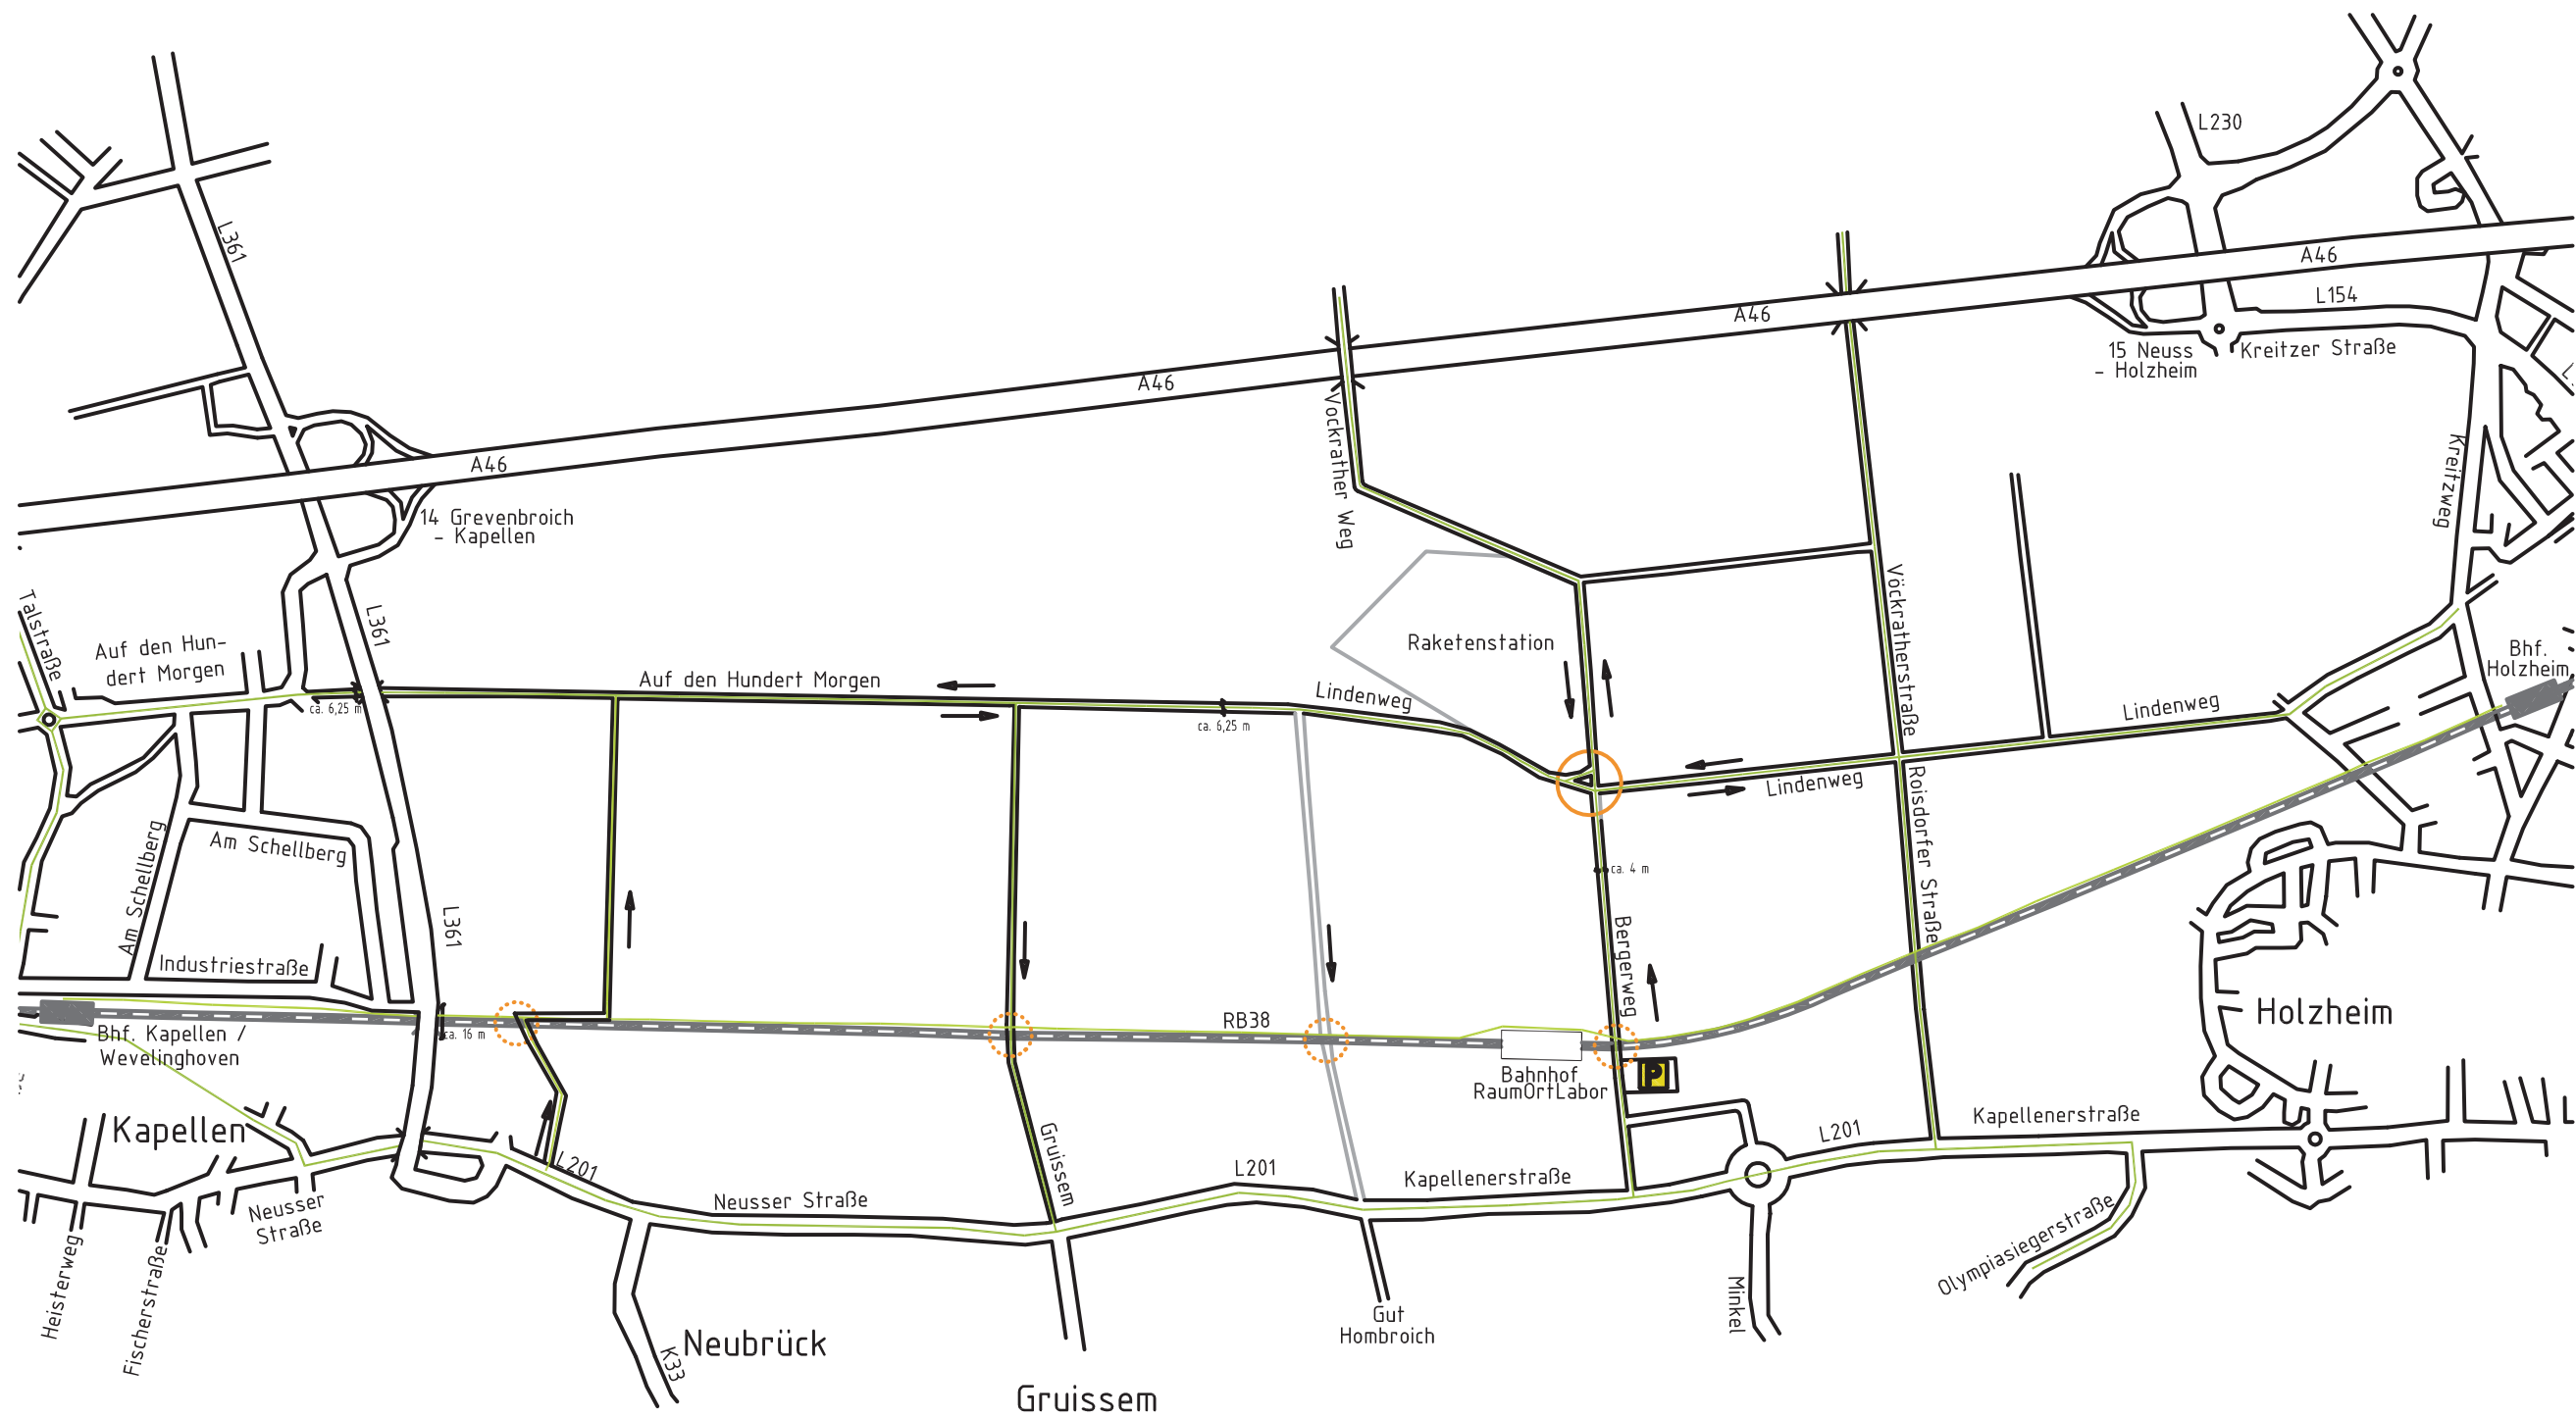 L230
L361
A46
L154
15 Neuss
- Holzheim
Kreitzer Straße
A46
A46
A46
14 Grevenbroich
- Kapellen
Vockrather Weg
Kreitzweg
Talstraße
Auf den Hun-
dert Morgen
L361
Vöckratherstraße
Raketenstation
Bhf.
Holzheim
Auf den Hundert Morgen
Lindenweg
Lindenweg
ca. 6,25 m
ca. 6,25 m
Lindenweg
Roisdorfer Straße
Am Schellberg
Am Schellberg
ca. 4 m
L361
Bergerweg
Industriestraße
Holzheim
RB38
Bhf. Kapellen /
Wevelinghoven
ca. 16 m
Bahnhof
RaumOrtLabor
P
Kapellen
Kapellenerstraße
L201
Gruissem
L201
L201
Kapellenerstraße
Neusser Straße
Neusser
Straße
Olympiasiegerstraße
Heisterweg
Fischerstraße
Gut
Hombroich
Minkel
Neubrück
K33
Gruissem